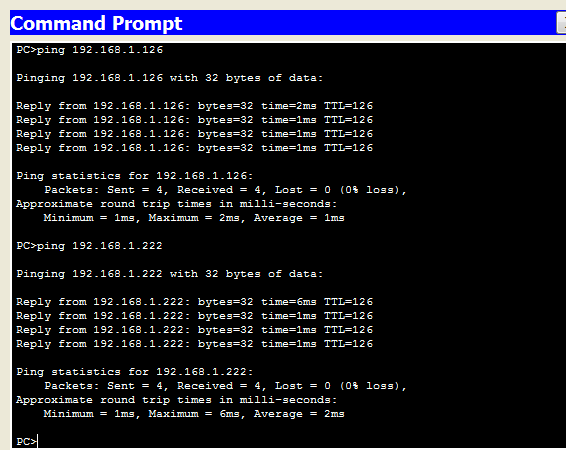 Command Prompt
PC>ping 192.168.1.126
Pinging 192.168.1.126 with 32 bytes of data:
Reply from 192.168.1.126: bytes=32 time=2ms TTL=126
Reply from 192.168.1.126: bytes=32 time=1ms TTL=126
Reply from 192.168.1.126: bytes=32 time=1ms TTL=126
Reply from 192.168.1.126: bytes=32 time=1ms TTL=126
Ping statistics for 192.168.1.126:
    Packets: Sent = 4, Received = 4, Lost = 0 (0% loss),
Approximate round trip times in milli-seconds:
    Minimum = 1ms, Maximum = 2ms, Average = 1ms
PC>ping 192.168.1.222
Pinging 192.168.1.222 with 32 bytes of data:
Reply from 192.168.1.222: bytes=32 time=6ms TTL=126
Reply from 192.168.1.222: bytes=32 time=1ms TTL=126
Reply from 192.168.1.222: bytes=32 time=1ms TTL=126
Reply from 192.168.1.222: bytes=32 time=1ms TTL=126
Ping statistics for 192.168.1.222:
    Packets: Sent = 4, Received = 4, Lost = 0 (0% loss),
Approximate round trip times in milli-seconds:
    Minimum = 1ms, Maximum = 6ms, Average = 2ms
PC>